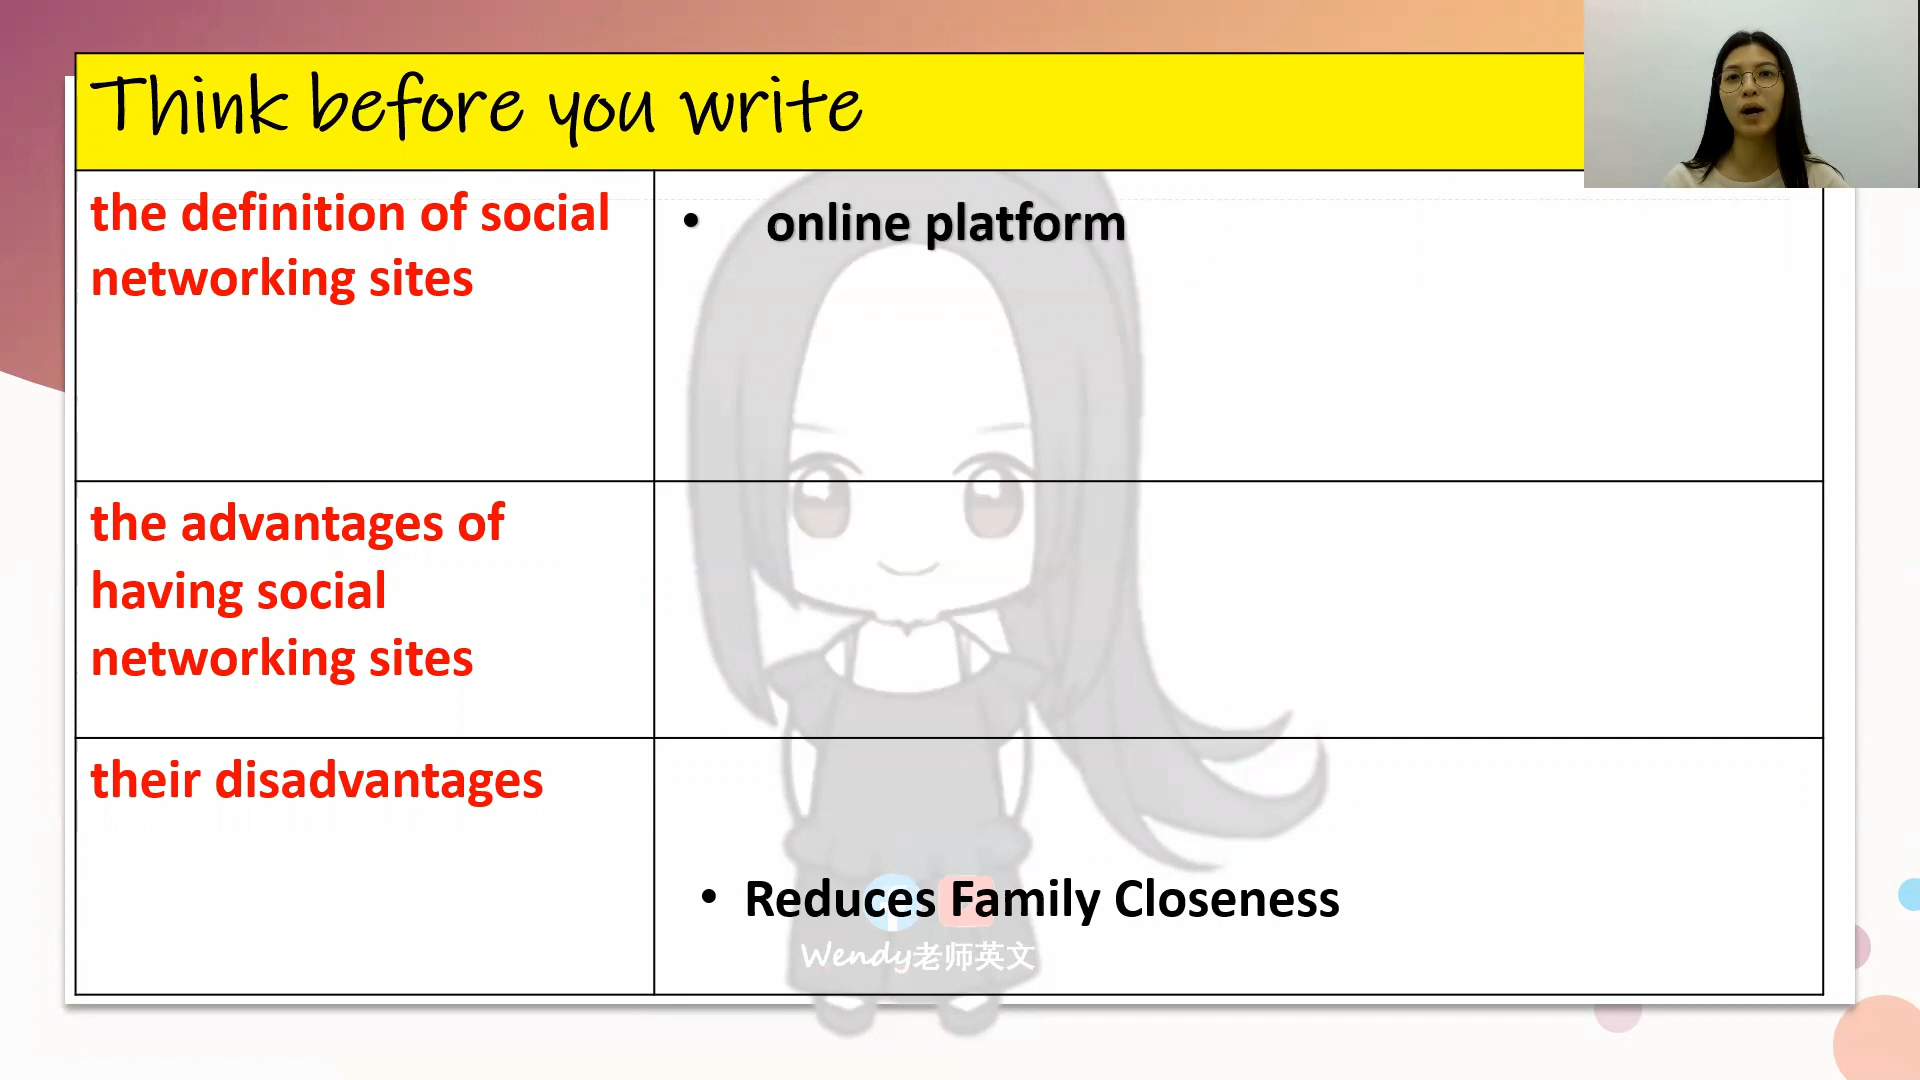 Think before you write
the definition of social
networking sites
• online platform
the advantages of
having social
networking sites
their disadvantages
• Reduces Family Closeness
Wendy老师英文